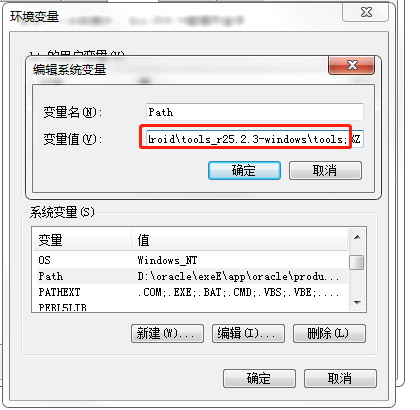 环境变量
编辑系统变量
变量名(N):
Path
变量值(V):
roid\tools_r25.2.3-windows\tools;%Z
确定
取消
系统变量(S)
变量 值
OS Windows_NT
Path D:\oracle\exeE\app\oracle\produ...
PATHEXT .COM;.EXE;.BAT;.CMD;.VBS;.VBE;....
新建(W)...
编辑(I)...
删除(L)
确定
取消